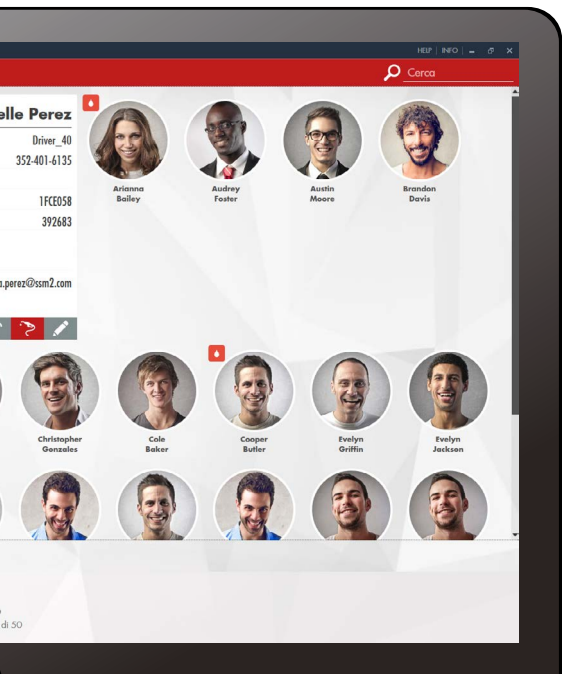 HELP | INFO
Cerca
elle Perez
Driver_40
352-401-6135
1FCE058
392683
a.perez@ssm2.com
Arianna
Bailey
Audrey
Foster
Austin
Moore
Brandon
Davis
Christopher
Gonzales
Cole
Baker
Cooper
Butler
Evelyn
Griffin
Evelyn
Jackson
di 50